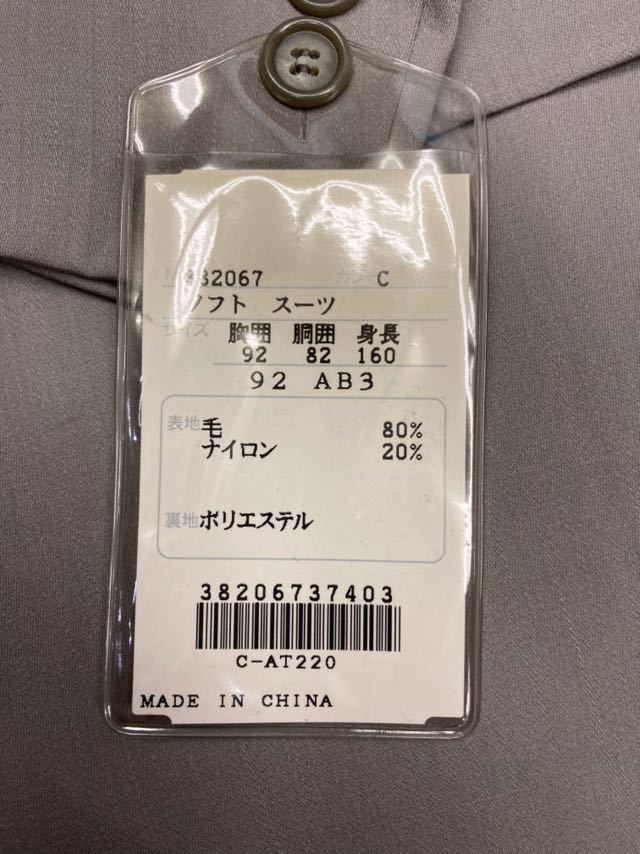 382067 C
ソフト スーツ
サイズ 胸囲 胴囲 身長
92 82 160
92 AB3
表地 毛 80%
ナイロン 20%
裏地 ポリエステル
38206737403
C-AT220
MADE IN CHINA